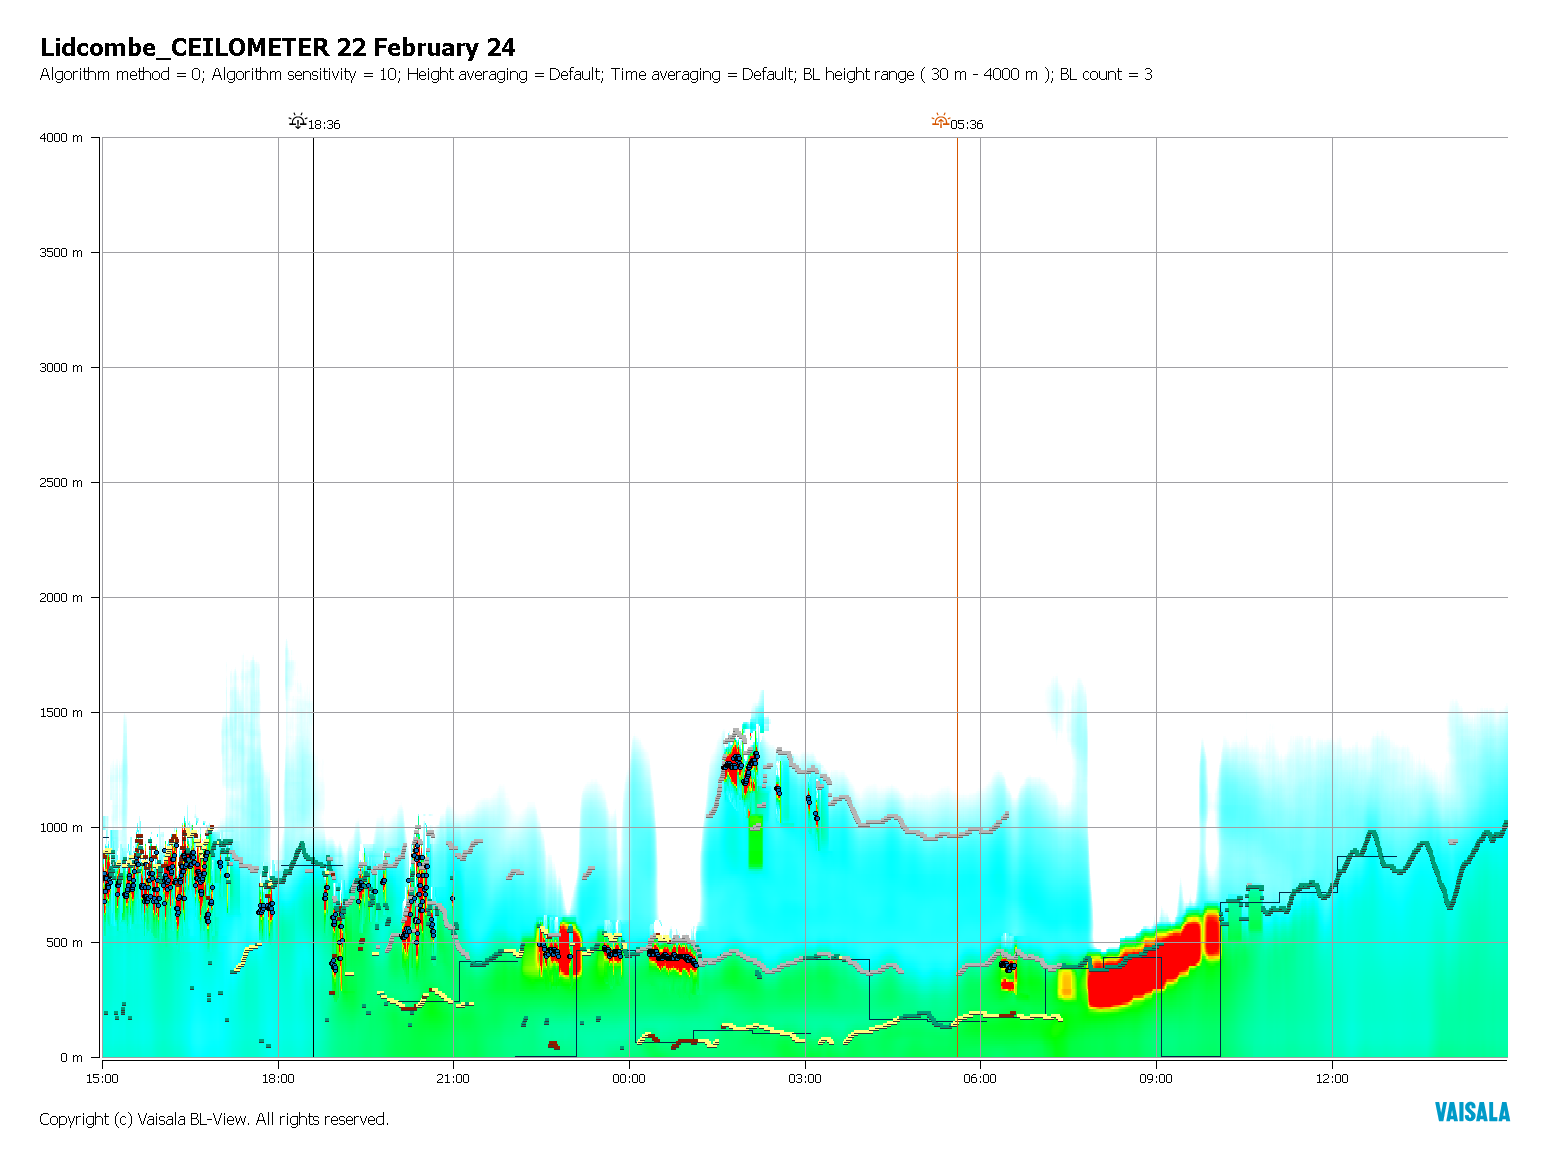 Lidcombe_CEILOMETER 22 February 24
Algorithm method = 0; Algorithm sensitivity = 10; Height averaging = Default; Time averaging = Default; BL height range ( 30 m - 4000 m ); BL count = 3
18:36
05:36
4000 m
3500 m
3000 m
2500 m
2000 m
1500 m
1000 m
500 m
0 m
15:00
18:00
21:00
00:00
03:00
06:00
09:00
12:00
Copyright (c) Vaisala BL-View. All rights reserved.
VAISALA